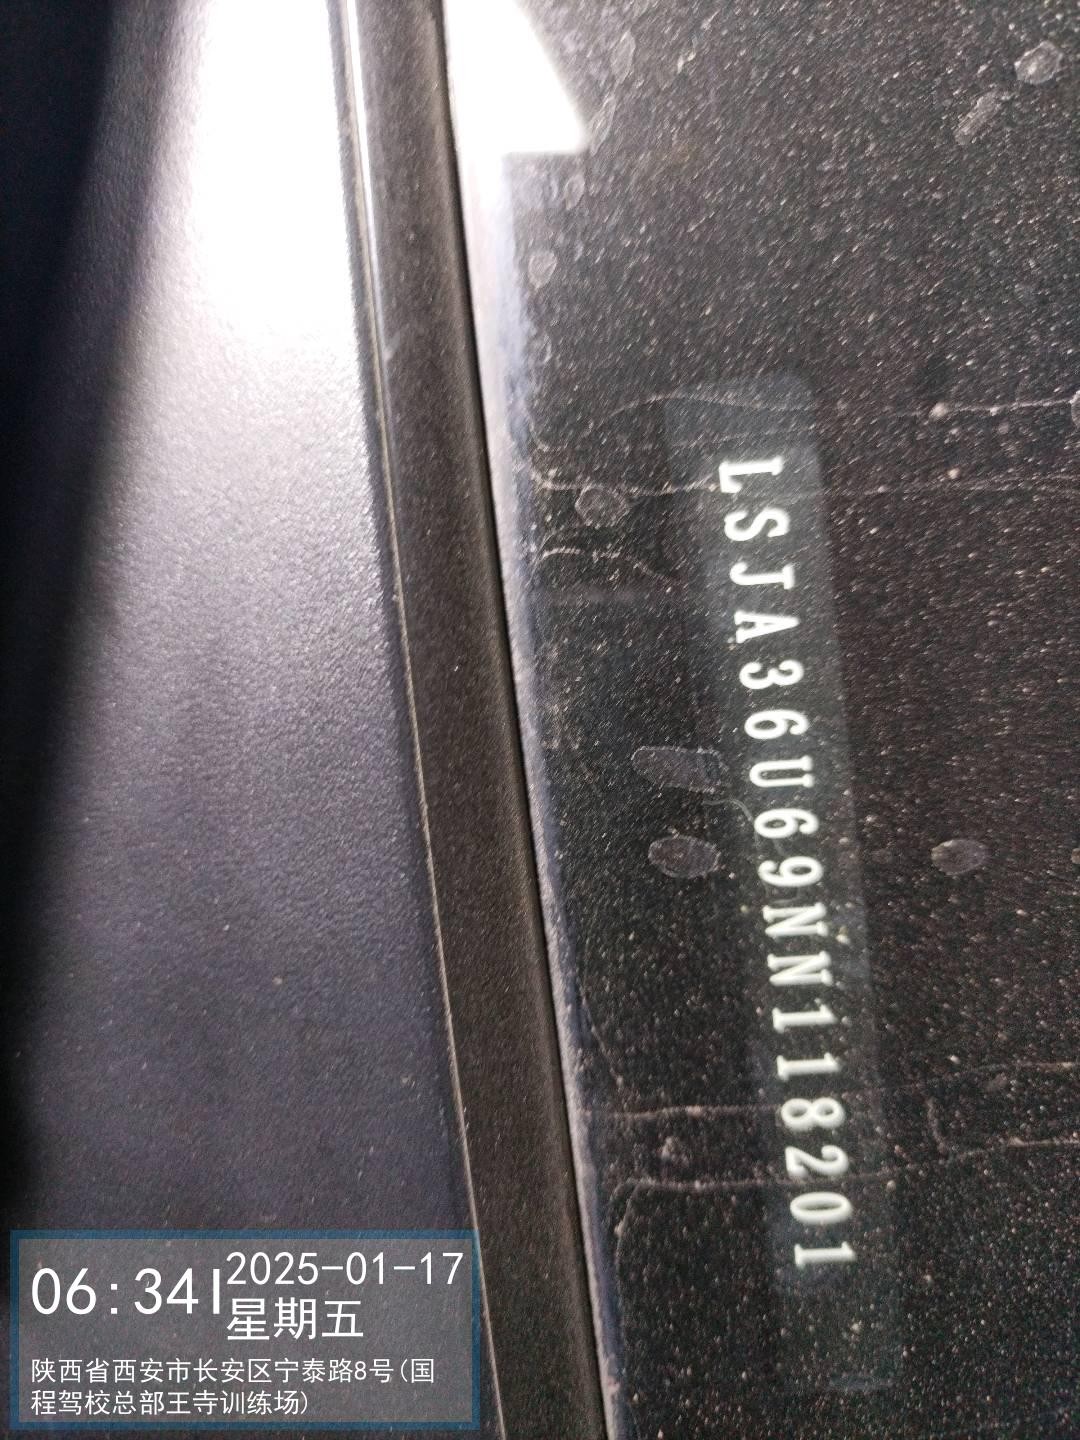 LSJA36U69NN118201
06:34
2025-01-17
星期五
陕西省西安市长安区宁泰路8号(国
程驾校总部王寺训练场)